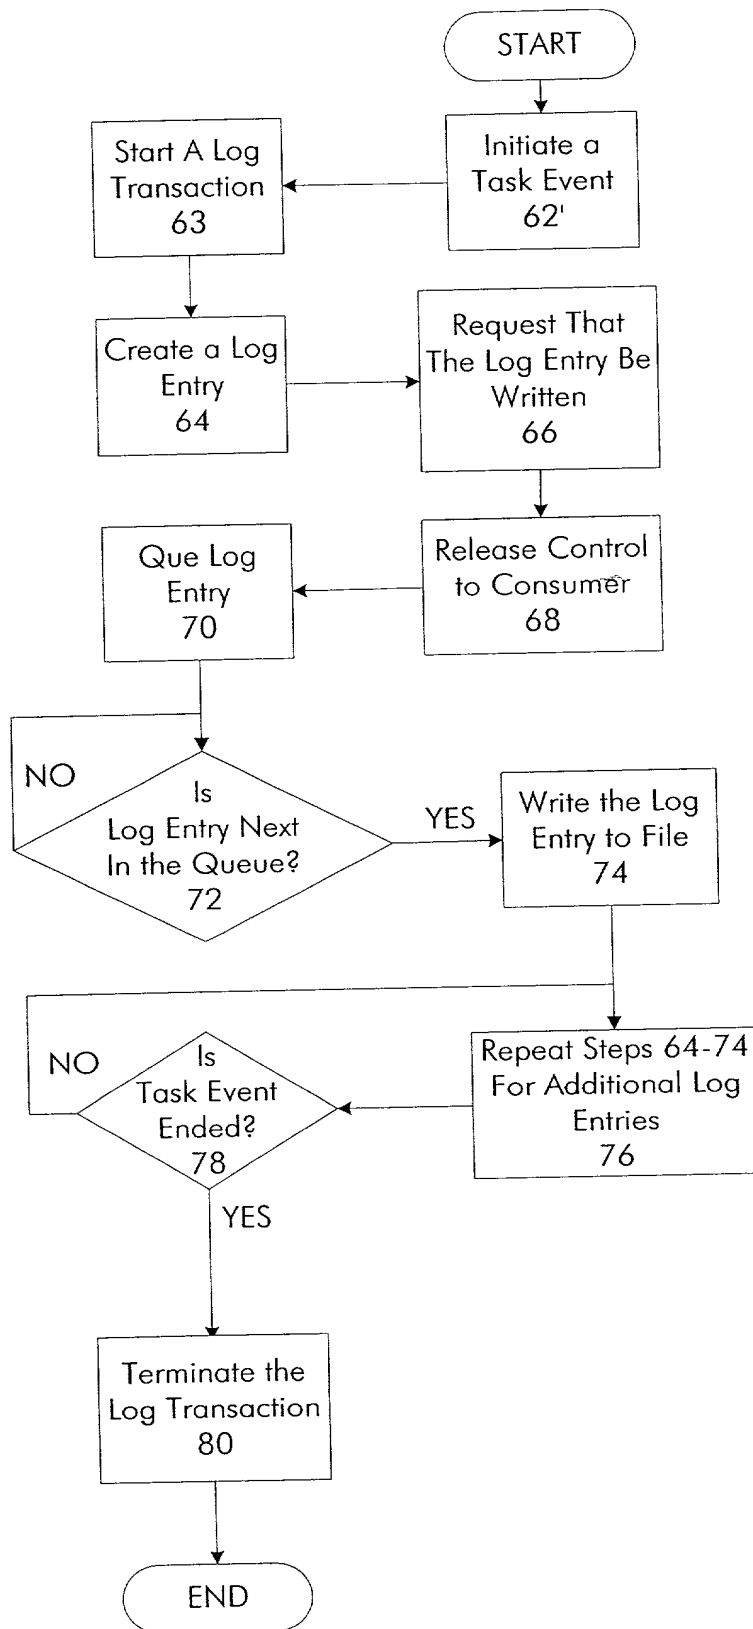 START
Initiate a
Task Event
62'
Start A Log
Transaction
63
Create a Log
Entry
64
Request That
The Log Entry Be
Written
66
Release Control
to Consumer
68
Que Log
Entry
70
Is
Log Entry Next
In the Queue?
72
NO
YES
Write the Log
Entry to File
74
Repeat Steps 64-74
For Additional Log
Entries
76
Is
Task Event
Ended?
78
NO
YES
Terminate the
Log Transaction
80
END